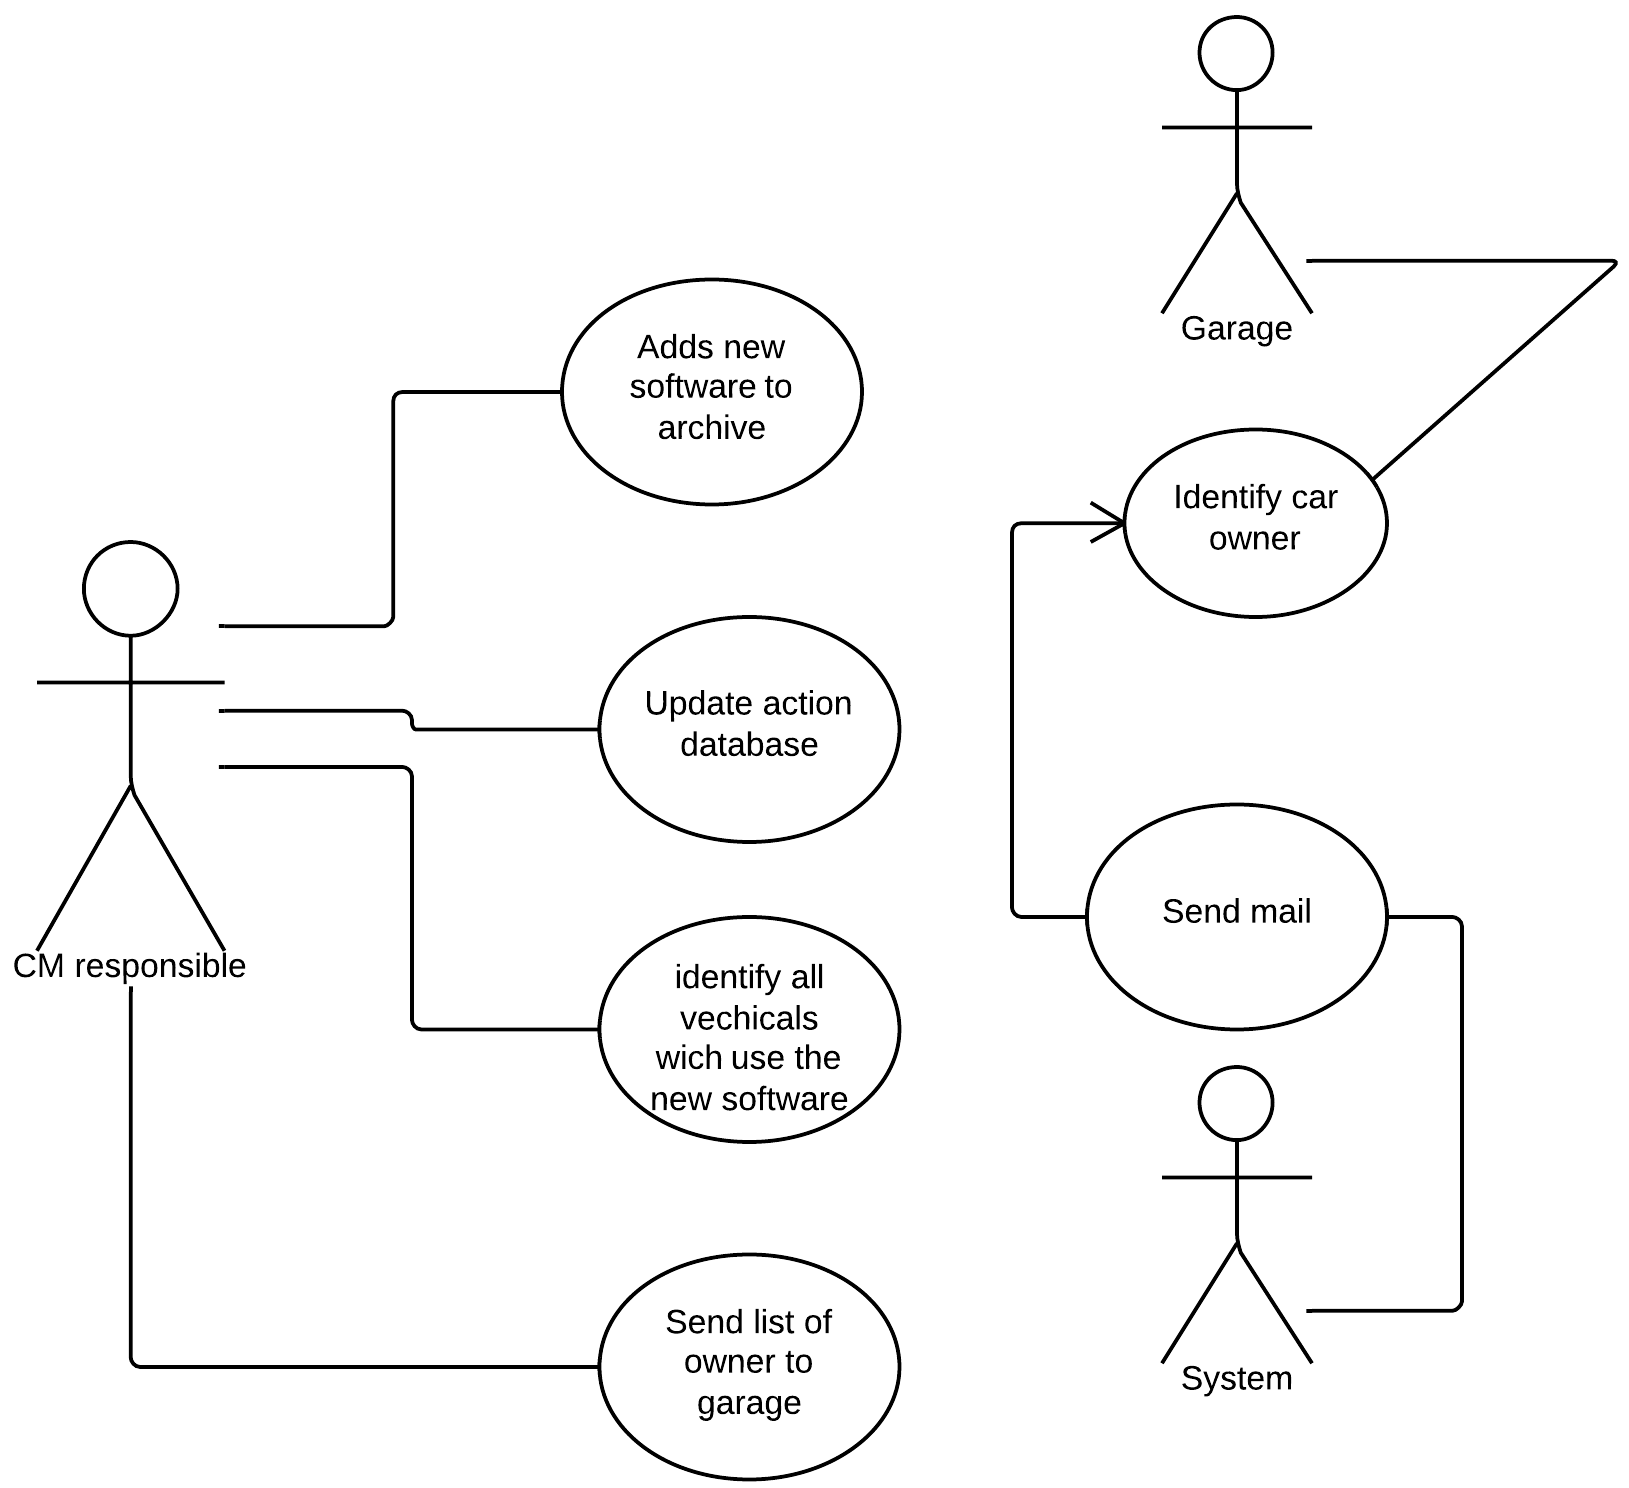 Garage
Adds new
software to
archive
Identify car
owner
Update action
database
Send mail
CM responsible
identify all
vechicals
wich use the
new software
Send list of
owner to
garage
System